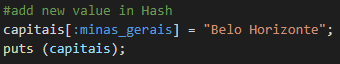 #add new value in Hash
capitais[:minas_gerais] = "Belo Horizonte";
puts (capitais);